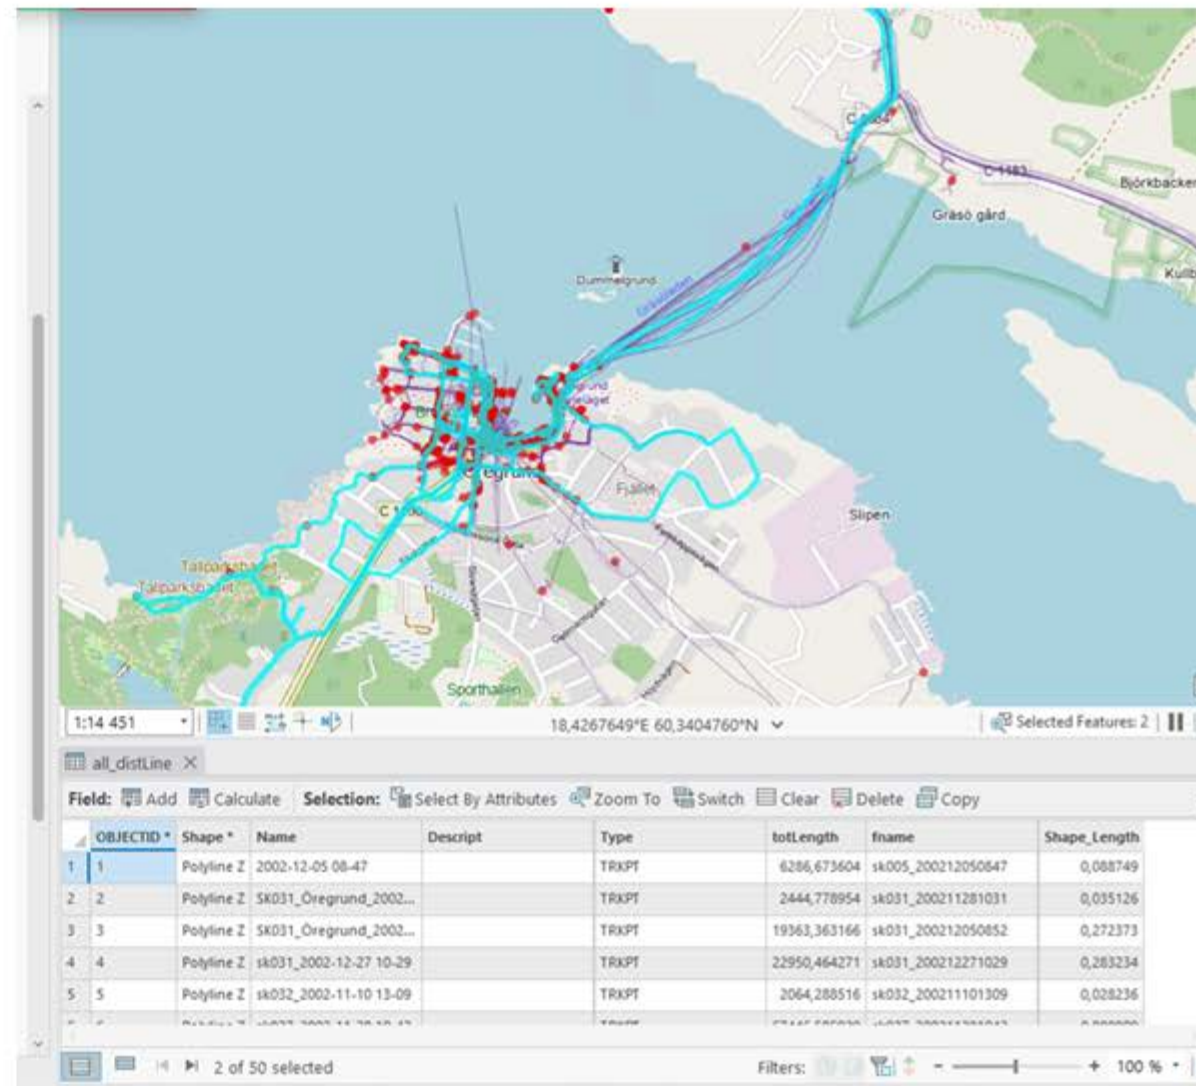 C 1183
Björkbacken
Gräsö gård
Kullb
Dummelgrund
Gräsöleden
Öregrund
Fjället
Slipen
C 1100
Tallparksbadet
Tallparksbadet
Sporthallen
1:14 451
18,4267649°E 60,3404760°N
Selected Features: 2
all_distLine
Field: Add Calculate Selection: Select By Attributes Zoom To Switch Clear Delete Copy
OBJECTID * Shape * Name Descript Type totLength fname Shape_Length
1 1 Polyline Z 2002-12-05 08-47 TRKPT 6286,673604 sk005_200212050847 0,088749
2 2 Polyline Z SK031_Öregrund_2002... TRKPT 2444,778954 sk031_200211281031 0,035126
3 3 Polyline Z SK031_Öregrund_2002... TRKPT 19363,363166 sk031_200212050852 0,272373
4 4 Polyline Z sk031_2002-12-27 10-29 TRKPT 22950,464271 sk031_200212271029 0,283234
5 5 Polyline Z sk032_2002-11-10 13-09 TRKPT 2064,288516 sk032_200211101309 0,028236
2 of 50 selected
Filters:
- + 100 %